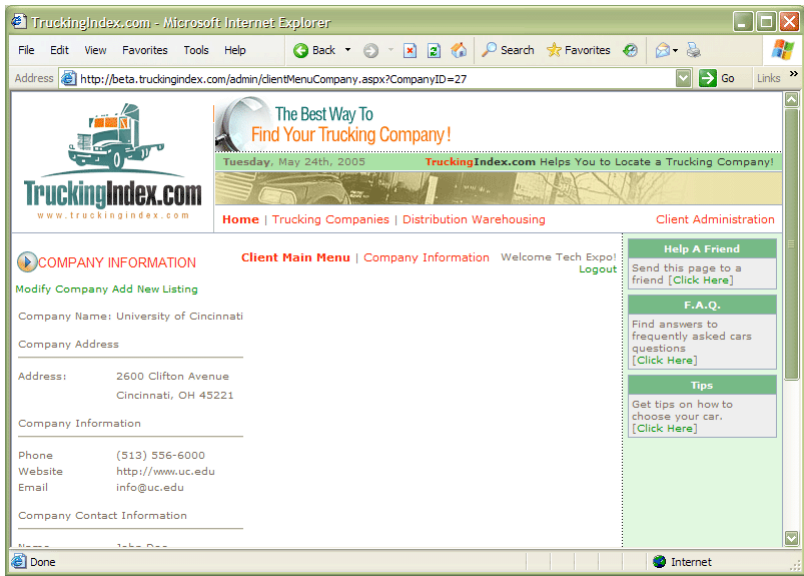 TruckingIndex.com - Microsoft Internet Explorer
File Edit View Favorites Tools Help Back Search Favorites
Address http://beta.truckingindex.com/admin/clientMenuCompany.aspx?CompanyID=27 Go Links »
TruckingIndex.com
www.truckingindex.com
The Best Way To
Find Your Trucking Company!
Tuesday, May 24th, 2005 TruckingIndex.com Helps You to Locate a Trucking Company!
Home | Trucking Companies | Distribution Warehousing Client Administration
COMPANY INFORMATION
Modify Company Add New Listing
Client Main Menu | Company Information Welcome Tech Expo!
Logout
Company Name: University of Cincinnati
Company Address
Address: 2600 Clifton Avenue
Cincinnati, OH 45221
Company Information
Phone (513) 556-6000
Website http://www.uc.edu
Email info@uc.edu
Company Contact Information
Name John Doe
Help A Friend
Send this page to a
friend [Click Here]
F.A.Q.
Find answers to
frequently asked cars
questions
[Click Here]
Tips
Get tips on how to
choose your car.
[Click Here]
Done Internet